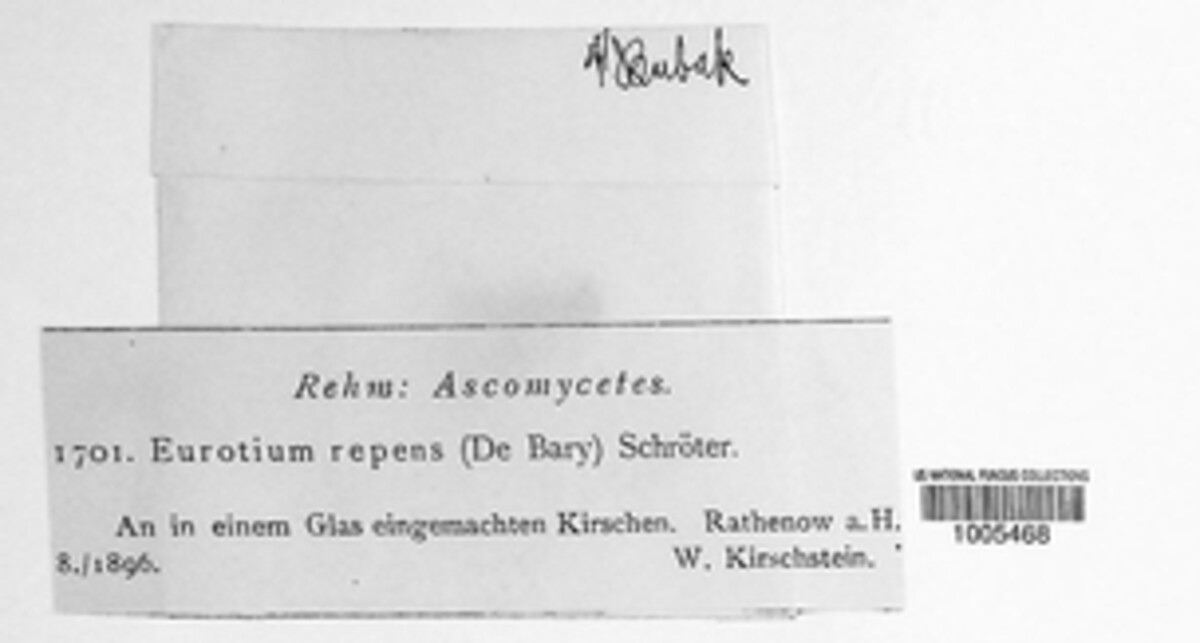 Bubak
Rehm: Ascomycetes.
1701. Eurotium repens (De Bary) Schröter.
An in einem Glas eingemachten Kirschen. Rathenow a. H.
8./1896. W. Kirschstein.
US NATIONAL FUNGUS COLLECTIONS
1005468